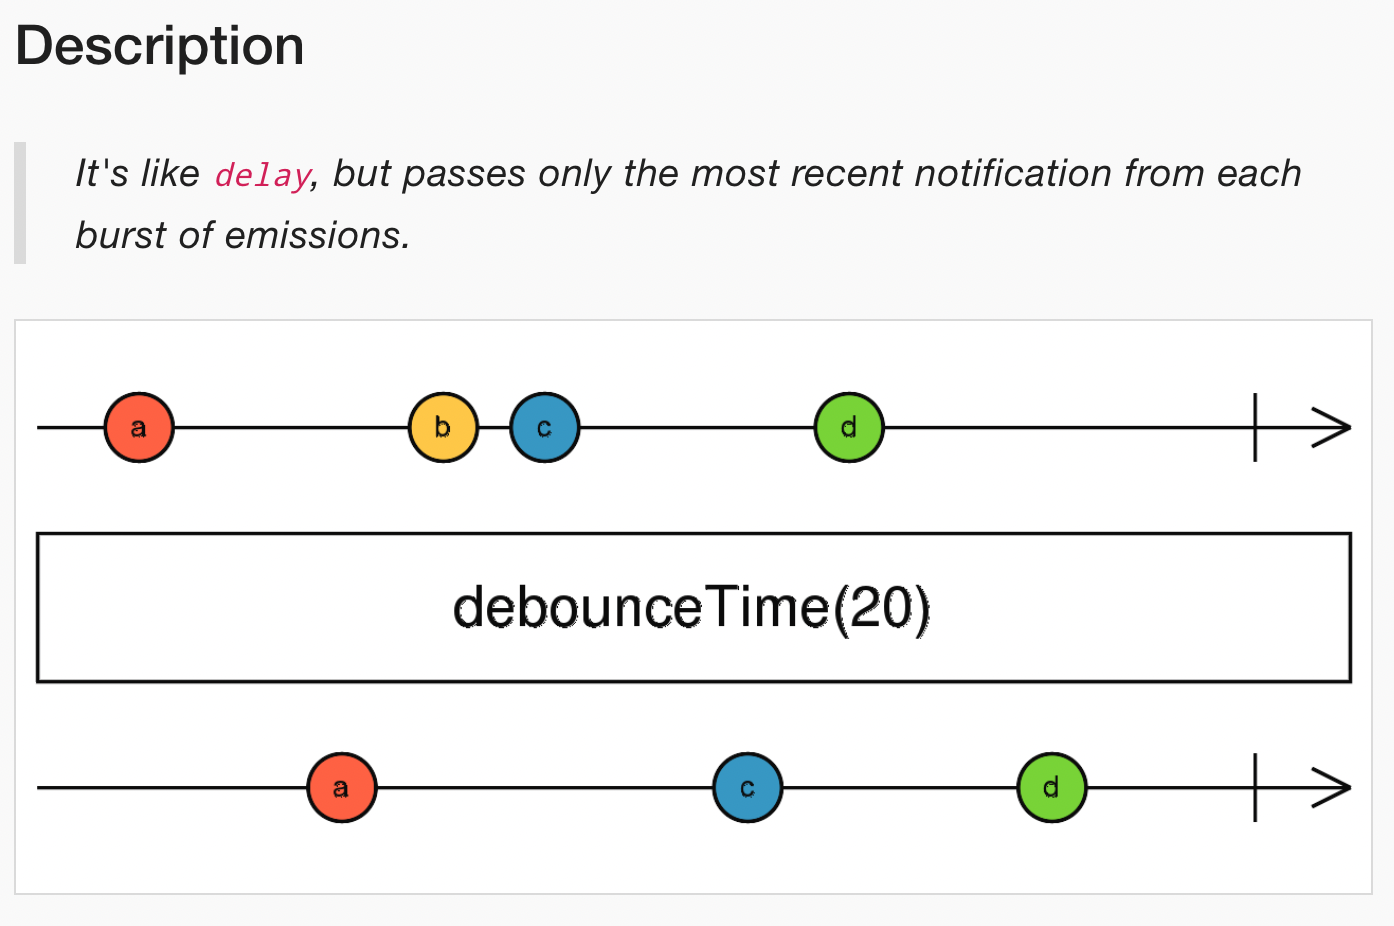 Description
It's like delay, but passes only the most recent notification from each
burst of emissions.
a b c d
debounceTime(20)
a c d